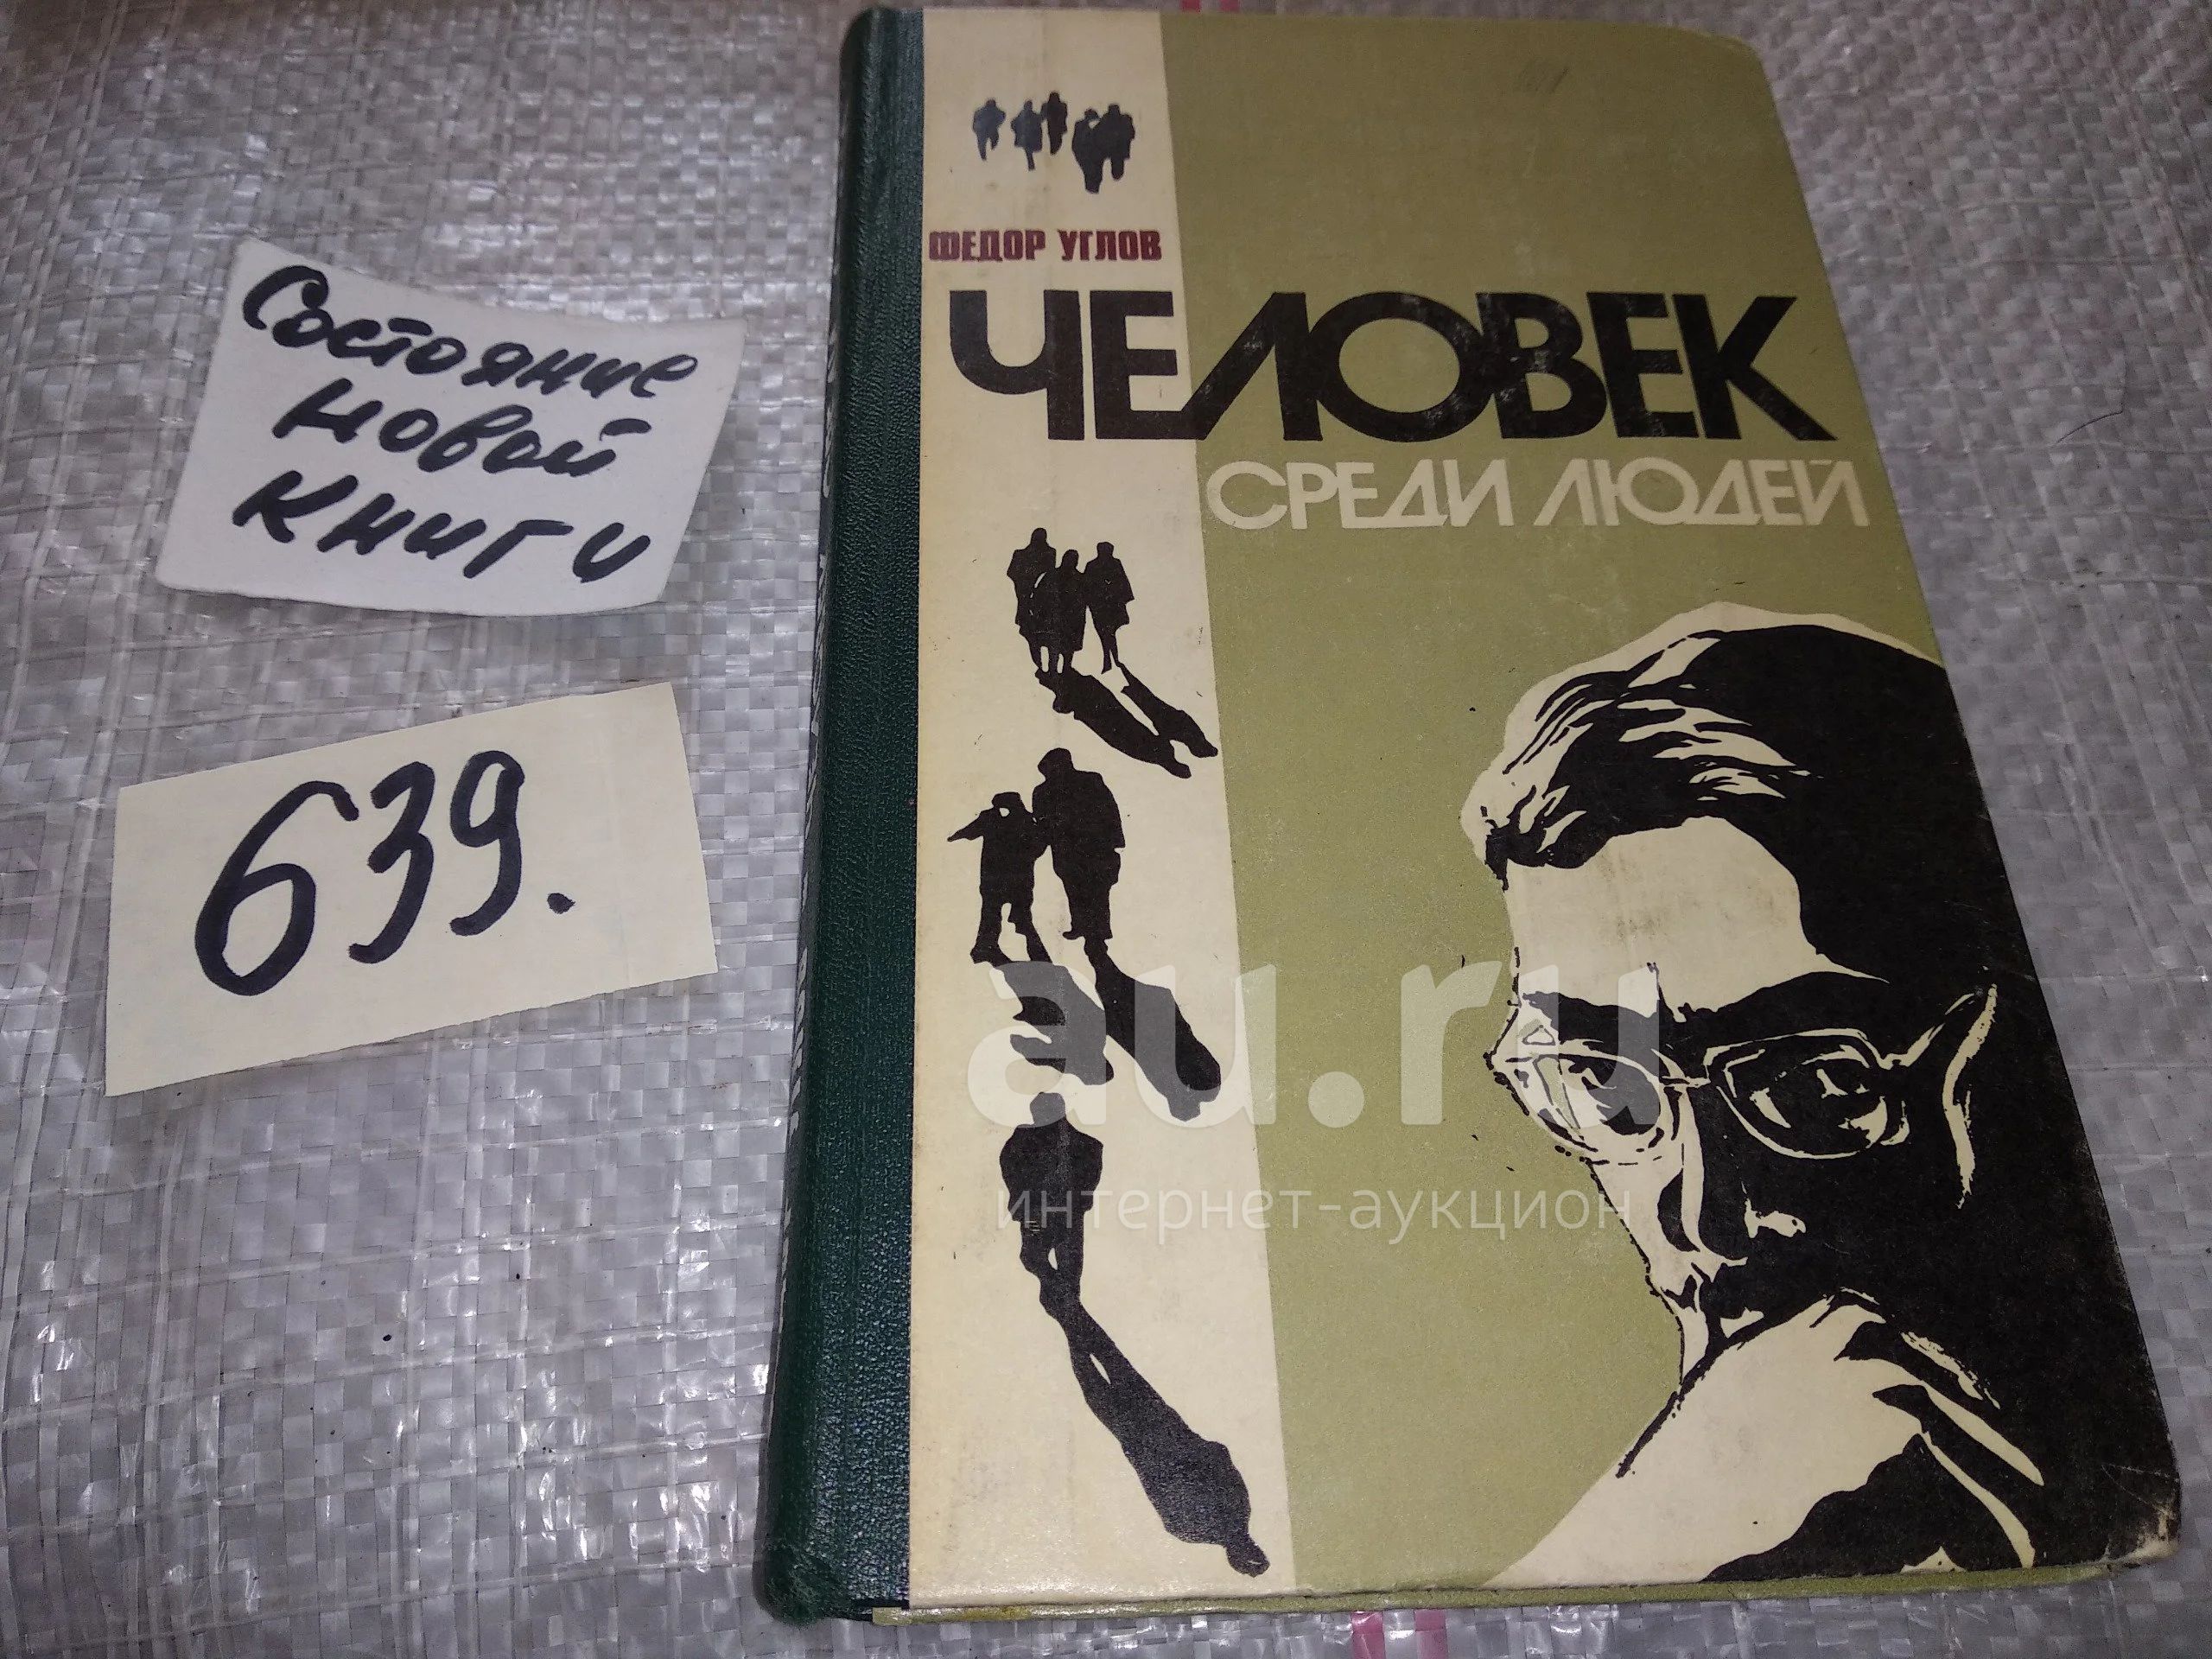 Состояние
новой
книги
639.
ФЕДОР УГЛОВ
ЧЕЛОВЕК
СРЕДИ ЛЮДЕЙ
au.ru
интернет-аукцион